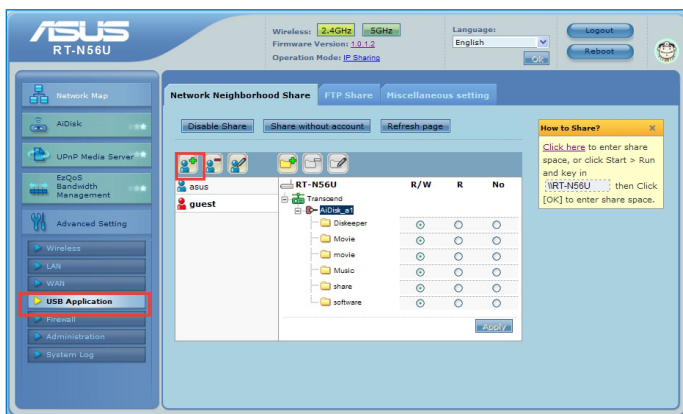 ASUS
RT-N56U
Wireless: 2.4GHz 5GHz
Firmware Version: 1.0.1.2
Operation Mode: IP Sharing
Language:
English
OK
Logout
Reboot
Network Map
AiDisk
UPnP Media Server
EzQoS
Bandwidth
Management
Advanced Setting
Wireless
LAN
WAN
USB Application
Firewall
Administration
System Log
Network Neighborhood Share FTP Share Miscellaneous setting
Disable Share Share without account Refresh page
asus
guest
RT-N56U R/W R No
Transcend
AiDisk_a1
Diskeeper
Movie
movie
Music
share
software
Apply
How to Share? ×
Click here to enter share
space, or click Start > Run
and key in
\\RT-N56U then Click
[OK] to enter share space.